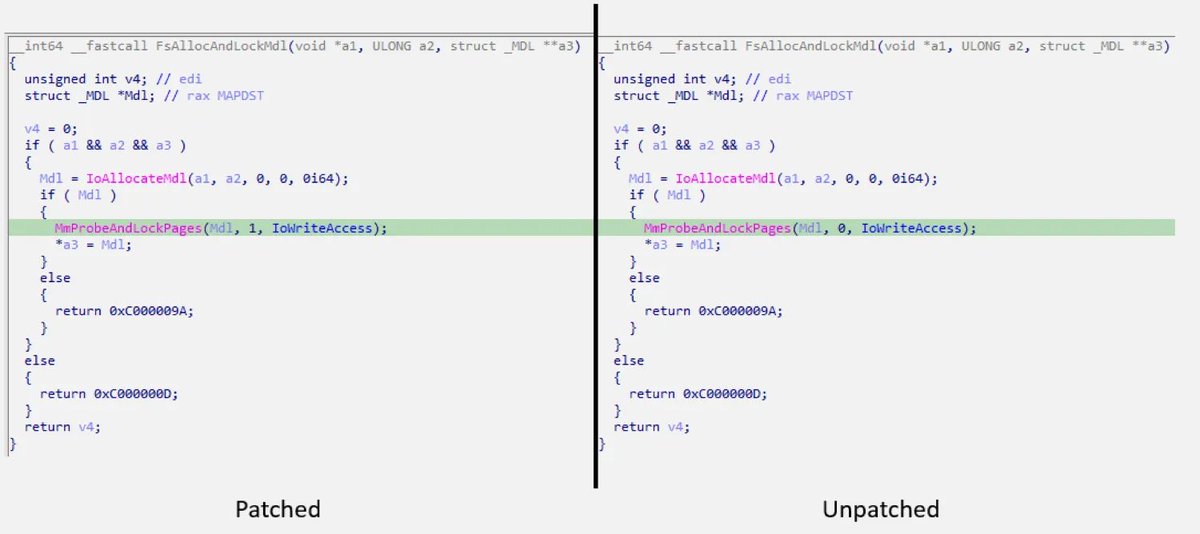 __int64 __fastcall FsAllocAndLockMdl(void *a1, ULONG a2, struct _MDL **a3)
{
unsigned int v4; // edi
struct _MDL *Mdl; // rax MAPDST
v4 = 0;
if ( a1 && a2 && a3 )
{
Mdl = IoAllocateMdl(a1, a2, 0, 0, 0i64);
if ( Mdl )
{
MmProbeAndLockPages(Mdl, 1, IoWriteAccess);
*a3 = Mdl;
}
else
{
return 0xC000009A;
}
}
else
{
return 0xC000000D;
}
return v4;
}
Patched
__int64 __fastcall FsAllocAndLockMdl(void *a1, ULONG a2, struct _MDL **a3)
{
unsigned int v4; // edi
struct _MDL *Mdl; // rax MAPDST
v4 = 0;
if ( a1 && a2 && a3 )
{
Mdl = IoAllocateMdl(a1, a2, 0, 0, 0i64);
if ( Mdl )
{
MmProbeAndLockPages(Mdl, 0, IoWriteAccess);
*a3 = Mdl;
}
else
{
return 0xC000009A;
}
}
else
{
return 0xC000000D;
}
return v4;
}
Unpatched